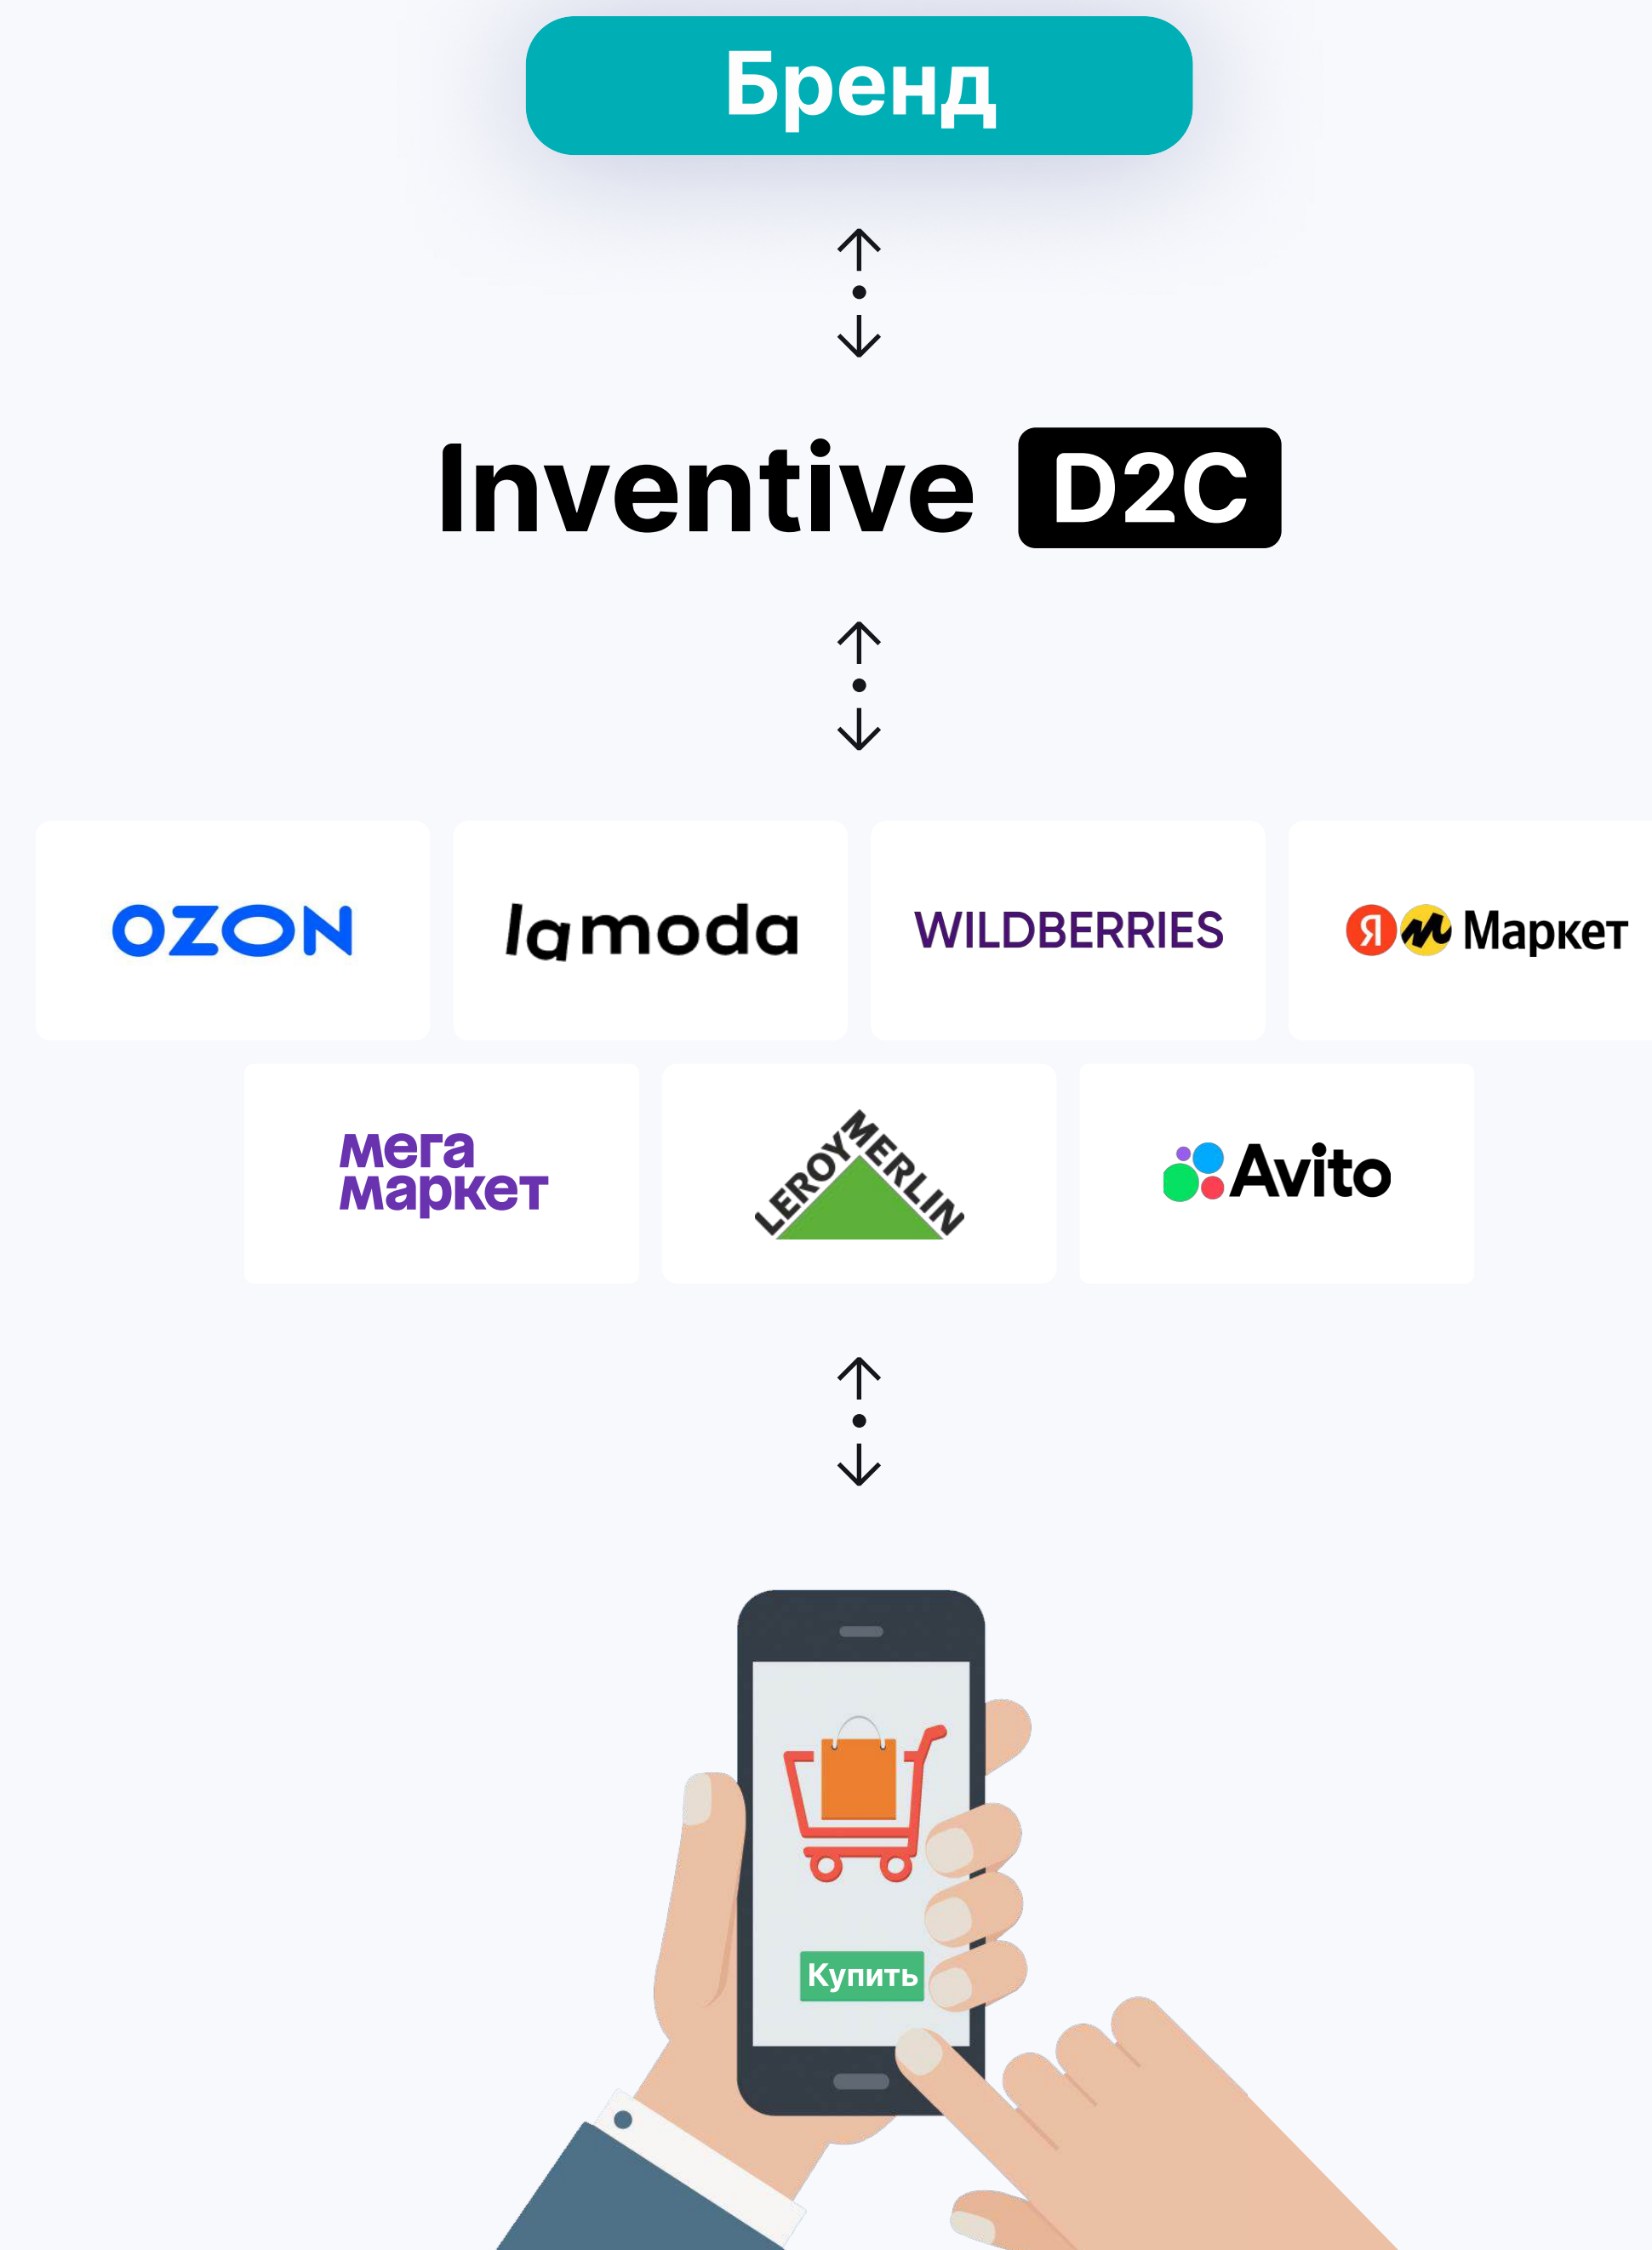 Бренд
Inventive D2C
OZON
lamoda
WILDBERRIES
Я Маркет
мега
маркет
LEROY MERLIN
Avito
Купить